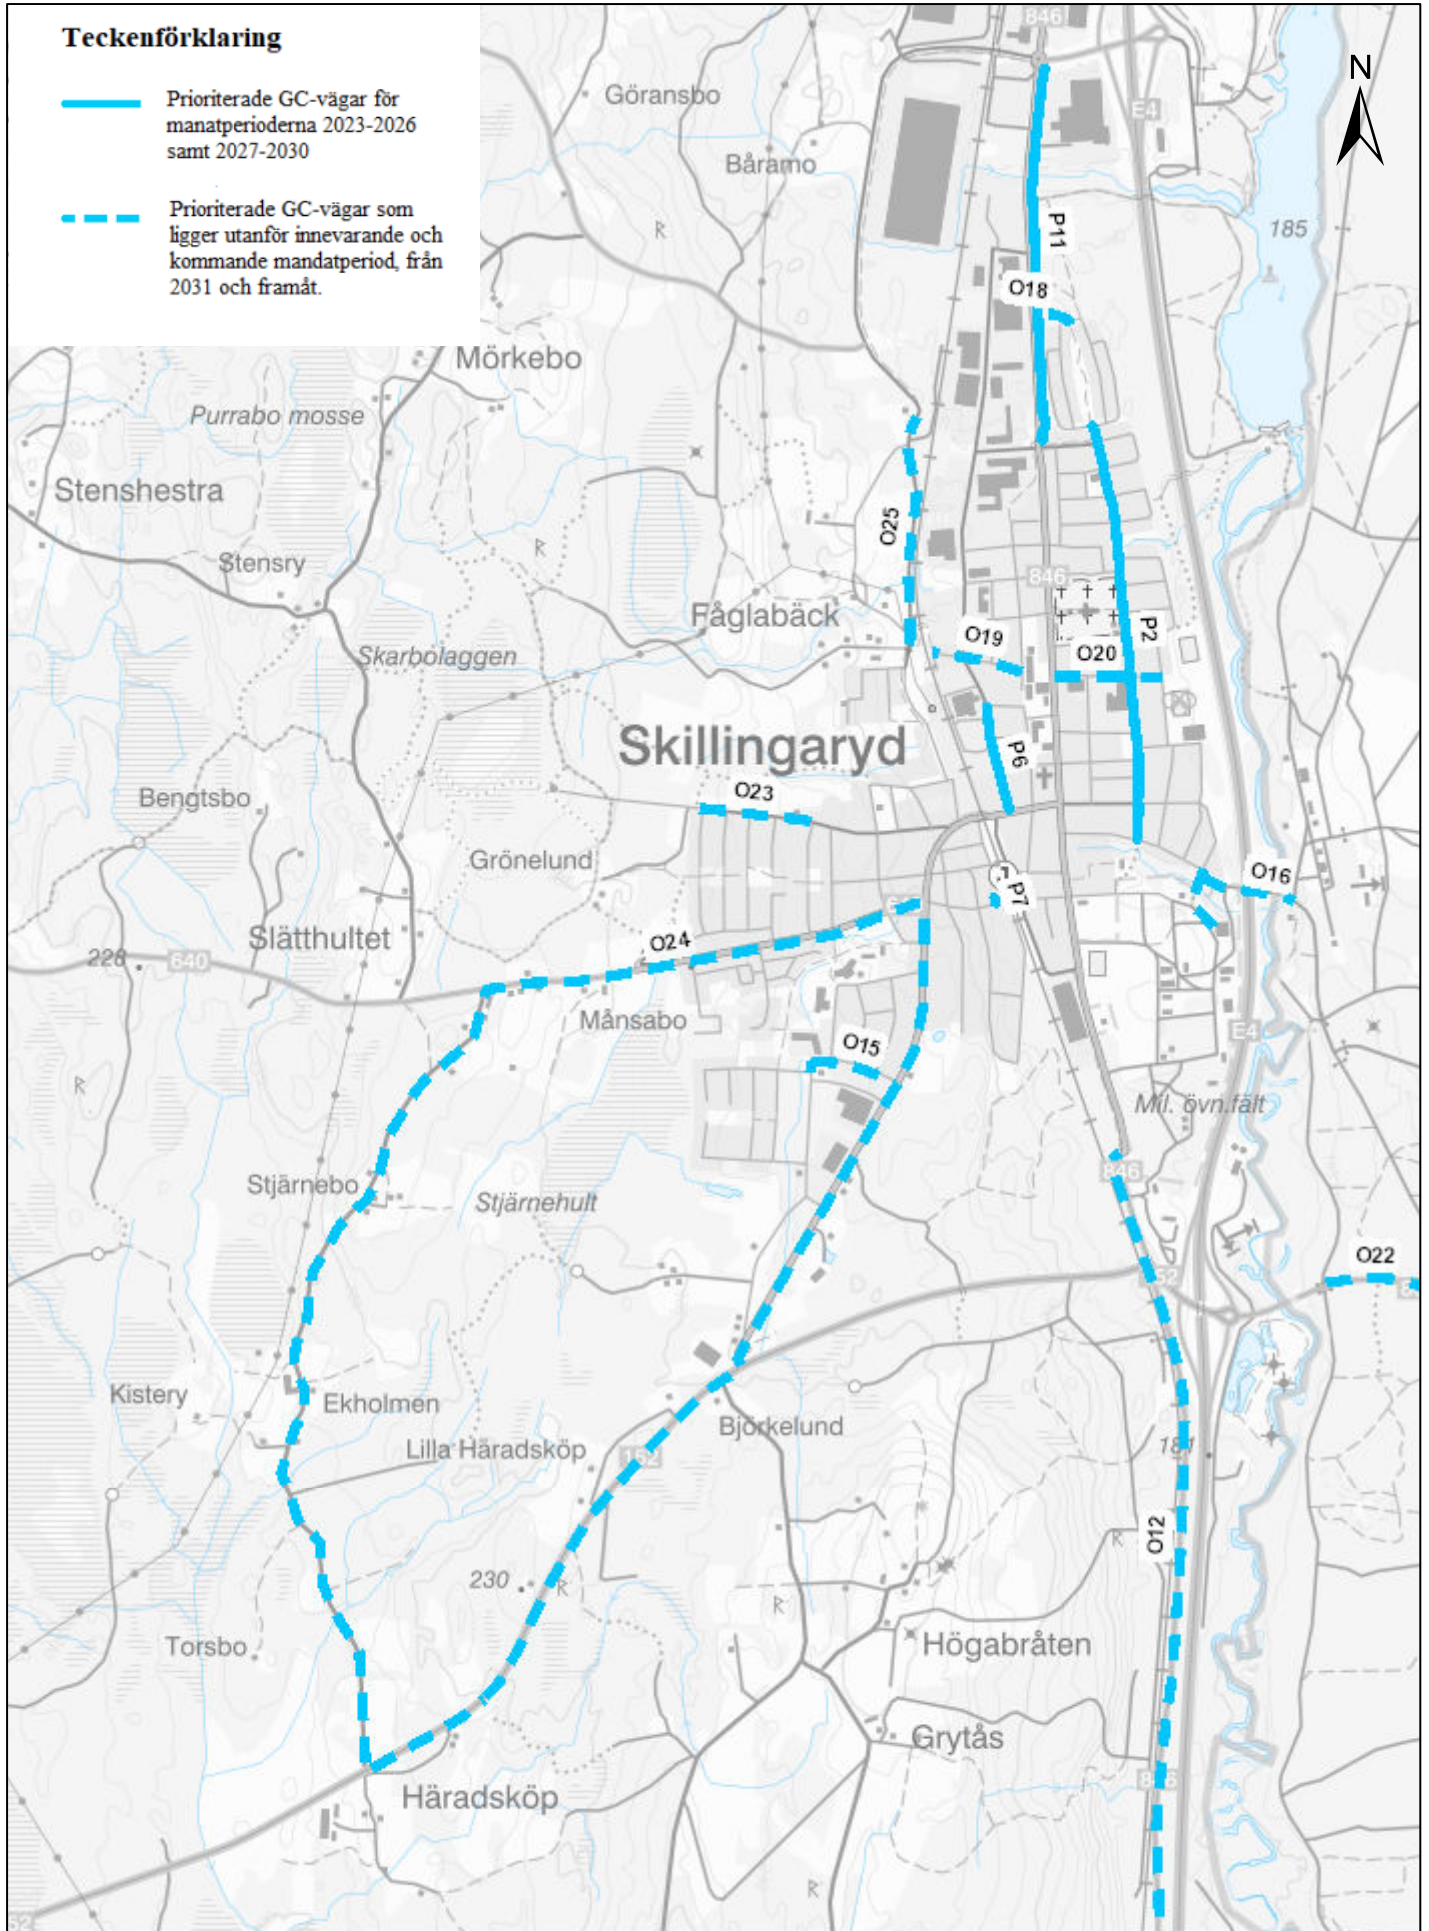 Teckenförklaring
Prioriterade GC-vägar för
manatperioderna 2023-2026
samt 2027-2030
Prioriterade GC-vägar som
ligger utanför innevarande och
kommande mandatperiod, från
2031 och framåt.
846
N
Göransbo
E4
Båramo
P11
185
R
O18
Mörkebo
Purrabo mosse
Stenshestra
O25
R
Stensry
846
Fåglabäck
P2
O19
O20
Skarbolaggen
Skillingaryd
P6
O23
Bengtsbo
Grönelund
O16
P7
Slätthultet
O24
228
640
Månsabo
E4
O15
R
Mil. övn.fält
846
Stjärnebo
Stjärnehult
O22
52
Kistery
Ekholmen
Björkelund
Lilla Häradsköp
152
181
O12
R
230
R
R
Torsbo
Högabråten
Grytås
846
Häradsköp
R
52